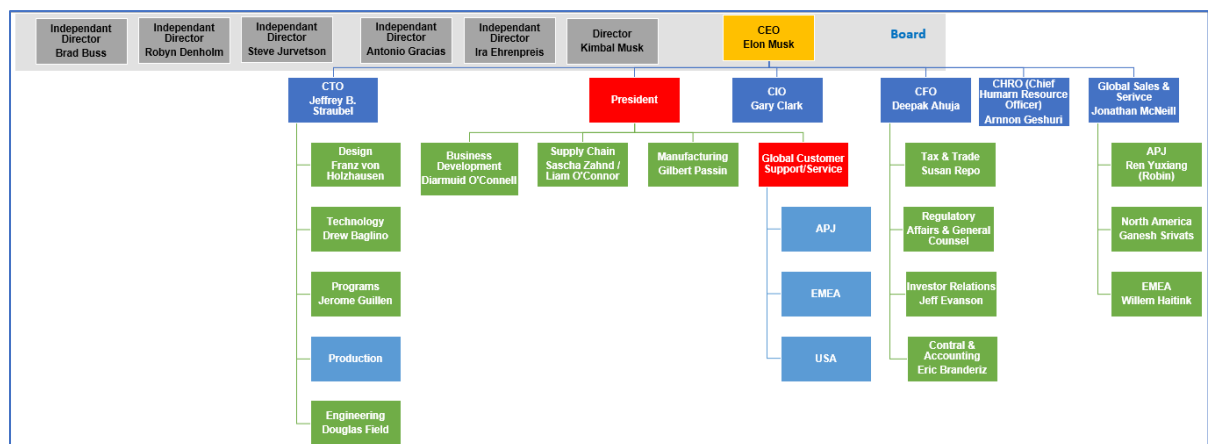 Independant
Director
Brad Buss
Independant
Director
Robyn Denholm
Independant
Director
Steve Jurvetson
Independant
Director
Antonio Gracias
Independant
Director
Ira Ehrenpreis
Director
Kimbal Musk
CEO
Elon Musk
Board
CTO
Jeffrey B.
Straubel
President
CIO
Gary Clark
CFO
Deepak Ahuja
CHRO (Chief
Humarn Resource
Officer)
Arnnon Geshuri
Global Sales &
Serivce
Jonathan McNeill
Design
Franz von
Holzhausen
Business
Development
Diarmuid O'Connell
Supply Chain
Sascha Zahnd /
Liam O'Connor
Manufacturing
Gilbert Passin
Global Customer
Support/Service
Tax & Trade
Susan Repo
APJ
Ren Yuxiang
(Robin)
Technology
Drew Baglino
APJ
Regulatory
Affairs & General
Counsel
North America
Ganesh Srivats
Programs
Jerome Guillen
EMEA
Investor Relations
Jeff Evanson
EMEA
Willem Haitink
Production
USA
Contral &
Accounting
Eric Branderiz
Engineering
Douglas Field